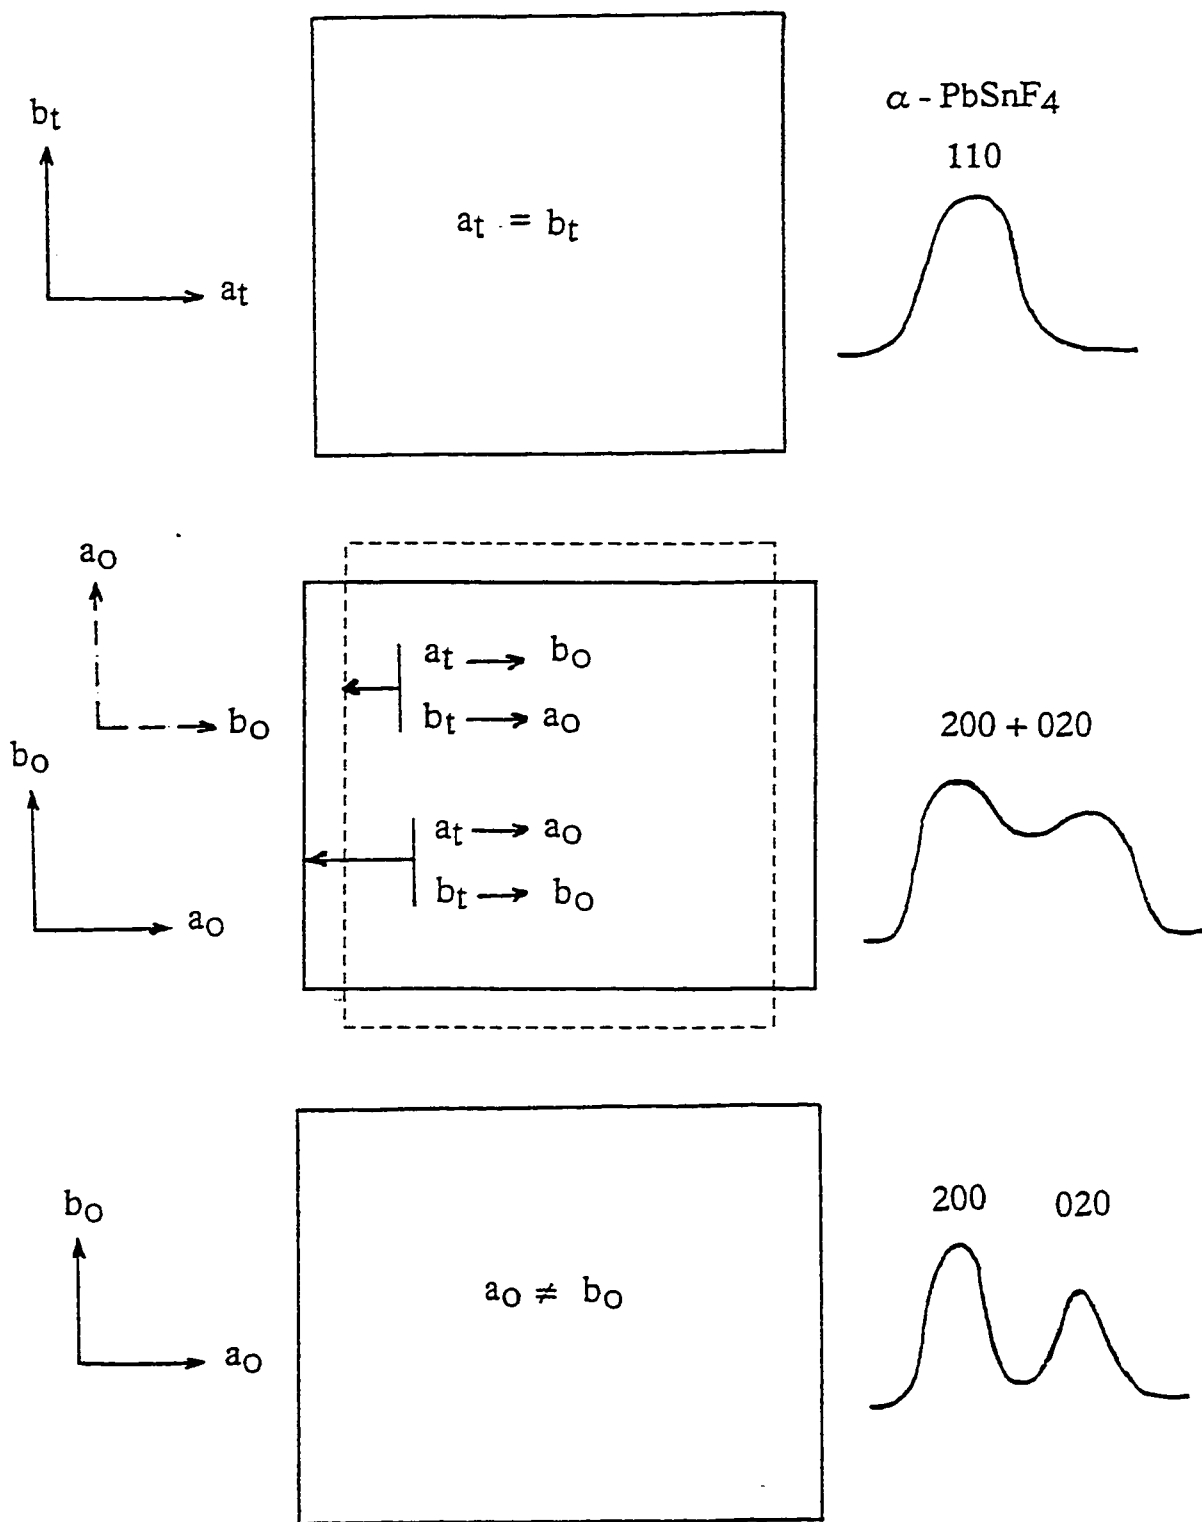 α - PbSnF4
110
bt
at = bt
at
ao
bo
at → bo
bt → ao
bo
ao
at → ao
bt → bo
200 + 020
bo
ao
ao ≠ bo
200 020